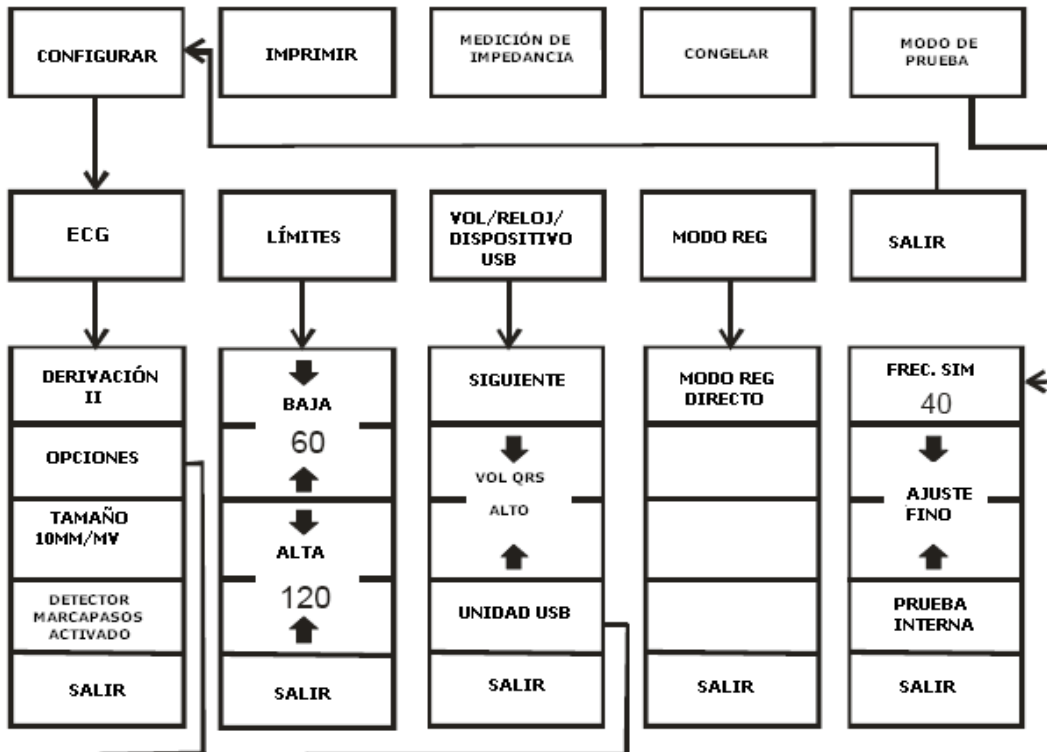 CONFIGURAR
IMPRIMIR
MEDICIÓN DE
IMPEDANCIA
CONGELAR
MODO DE
PRUEBA
ECG
LÍMITES
VOL/RELOJ/
DISPOSITIVO
USB
MODO REG
SALIR
DERIVACIÓN
II
OPCIONES
TAMAÑO
10MM/MV
DETECTOR
MARCAPASOS
ACTIVADO
SALIR
BAJA
60
ALTA
120
SALIR
SIGUIENTE
VOL QRS
ALTO
UNIDAD USB
SALIR
MODO REG
DIRECTO
SALIR
FREC. SIM
40
AJUSTE
FINO
PRUEBA
INTERNA
SALIR